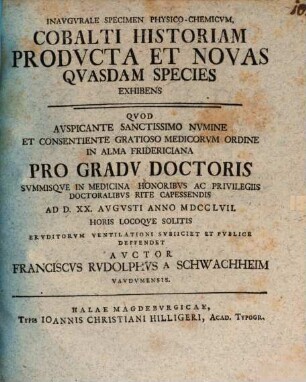 INAVGVRALE SPECIMEN PHYSICO-CHEMICVM,
COBALTI HISTORIAM
PRODVCTA ET NOVAS
QVASDAM SPECIES
EXHIBENS
QVOD
AVSPICANTE SANCTISSIMO NVMINE
ET CONSENTIENTE GRATIOSO MEDICORVM ORDINE
IN ALMA FRIDERICIANA
PRO GRADV DOCTORIS
SVMMISQVE IN MEDICINA HONORIBVS AC PRIVILEGIIS
DOCTORALIBVS RITE CAPESSENDIS
AD D. XX. AVGVSTI ANNO MDCCLVII.
HORIS LOCOQVE SOLITIS
ERVDITORVM VENTILATIONI SVBIICIET ET PVBLICE
DEFFENDET
AVCTOR
FRANCISCVS RVDOLPHVS A SCHWACHHEIM
VAVDVMENSIS.
HALAE MAGDEBVRGICAE,
TYPIS IOANNIS CHRISTIANI HILLIGERI, ACAD. TYPOGR.